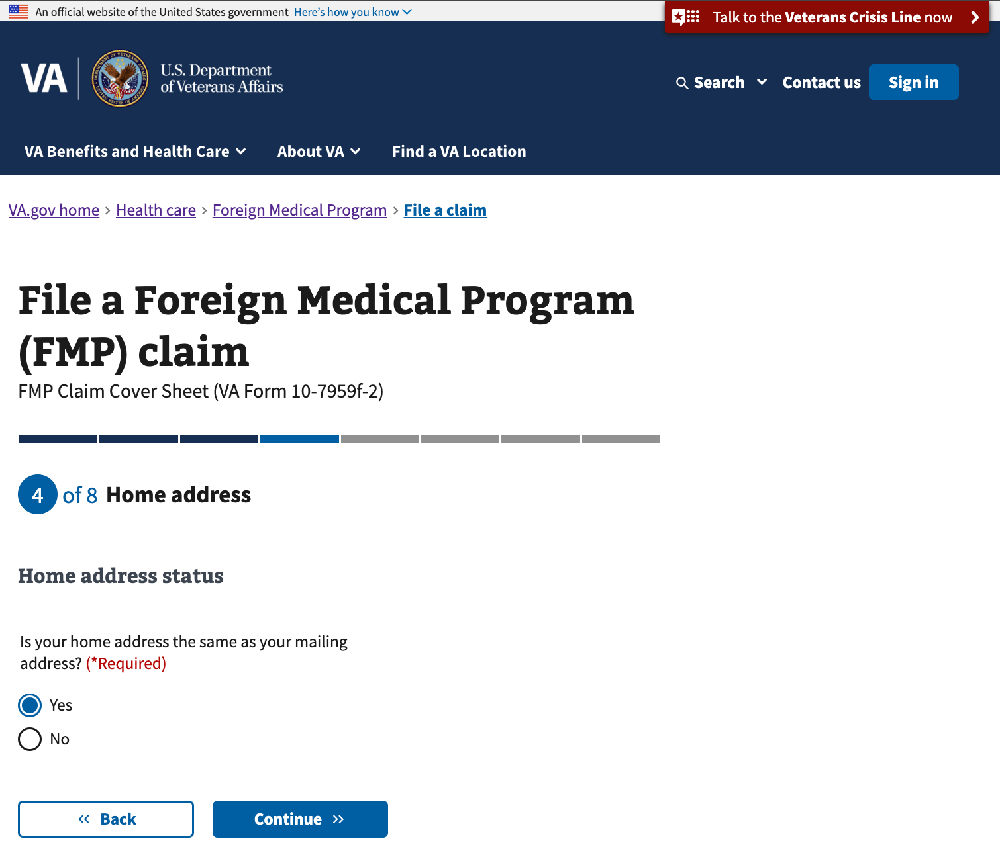 An official website of the United States government Here's how you know
Talk to the Veterans Crisis Line now
VA
U.S. Department
of Veterans Affairs
Search
Contact us
Sign in
VA Benefits and Health Care
About VA
Find a VA Location
VA.gov home › Health care › Foreign Medical Program › File a claim
File a Foreign Medical Program
(FMP) claim
FMP Claim Cover Sheet (VA Form 10-7959f-2)
4 of 8 Home address
Home address status
Is your home address the same as your mailing
address? (*Required)
Yes
No
« Back
Continue »